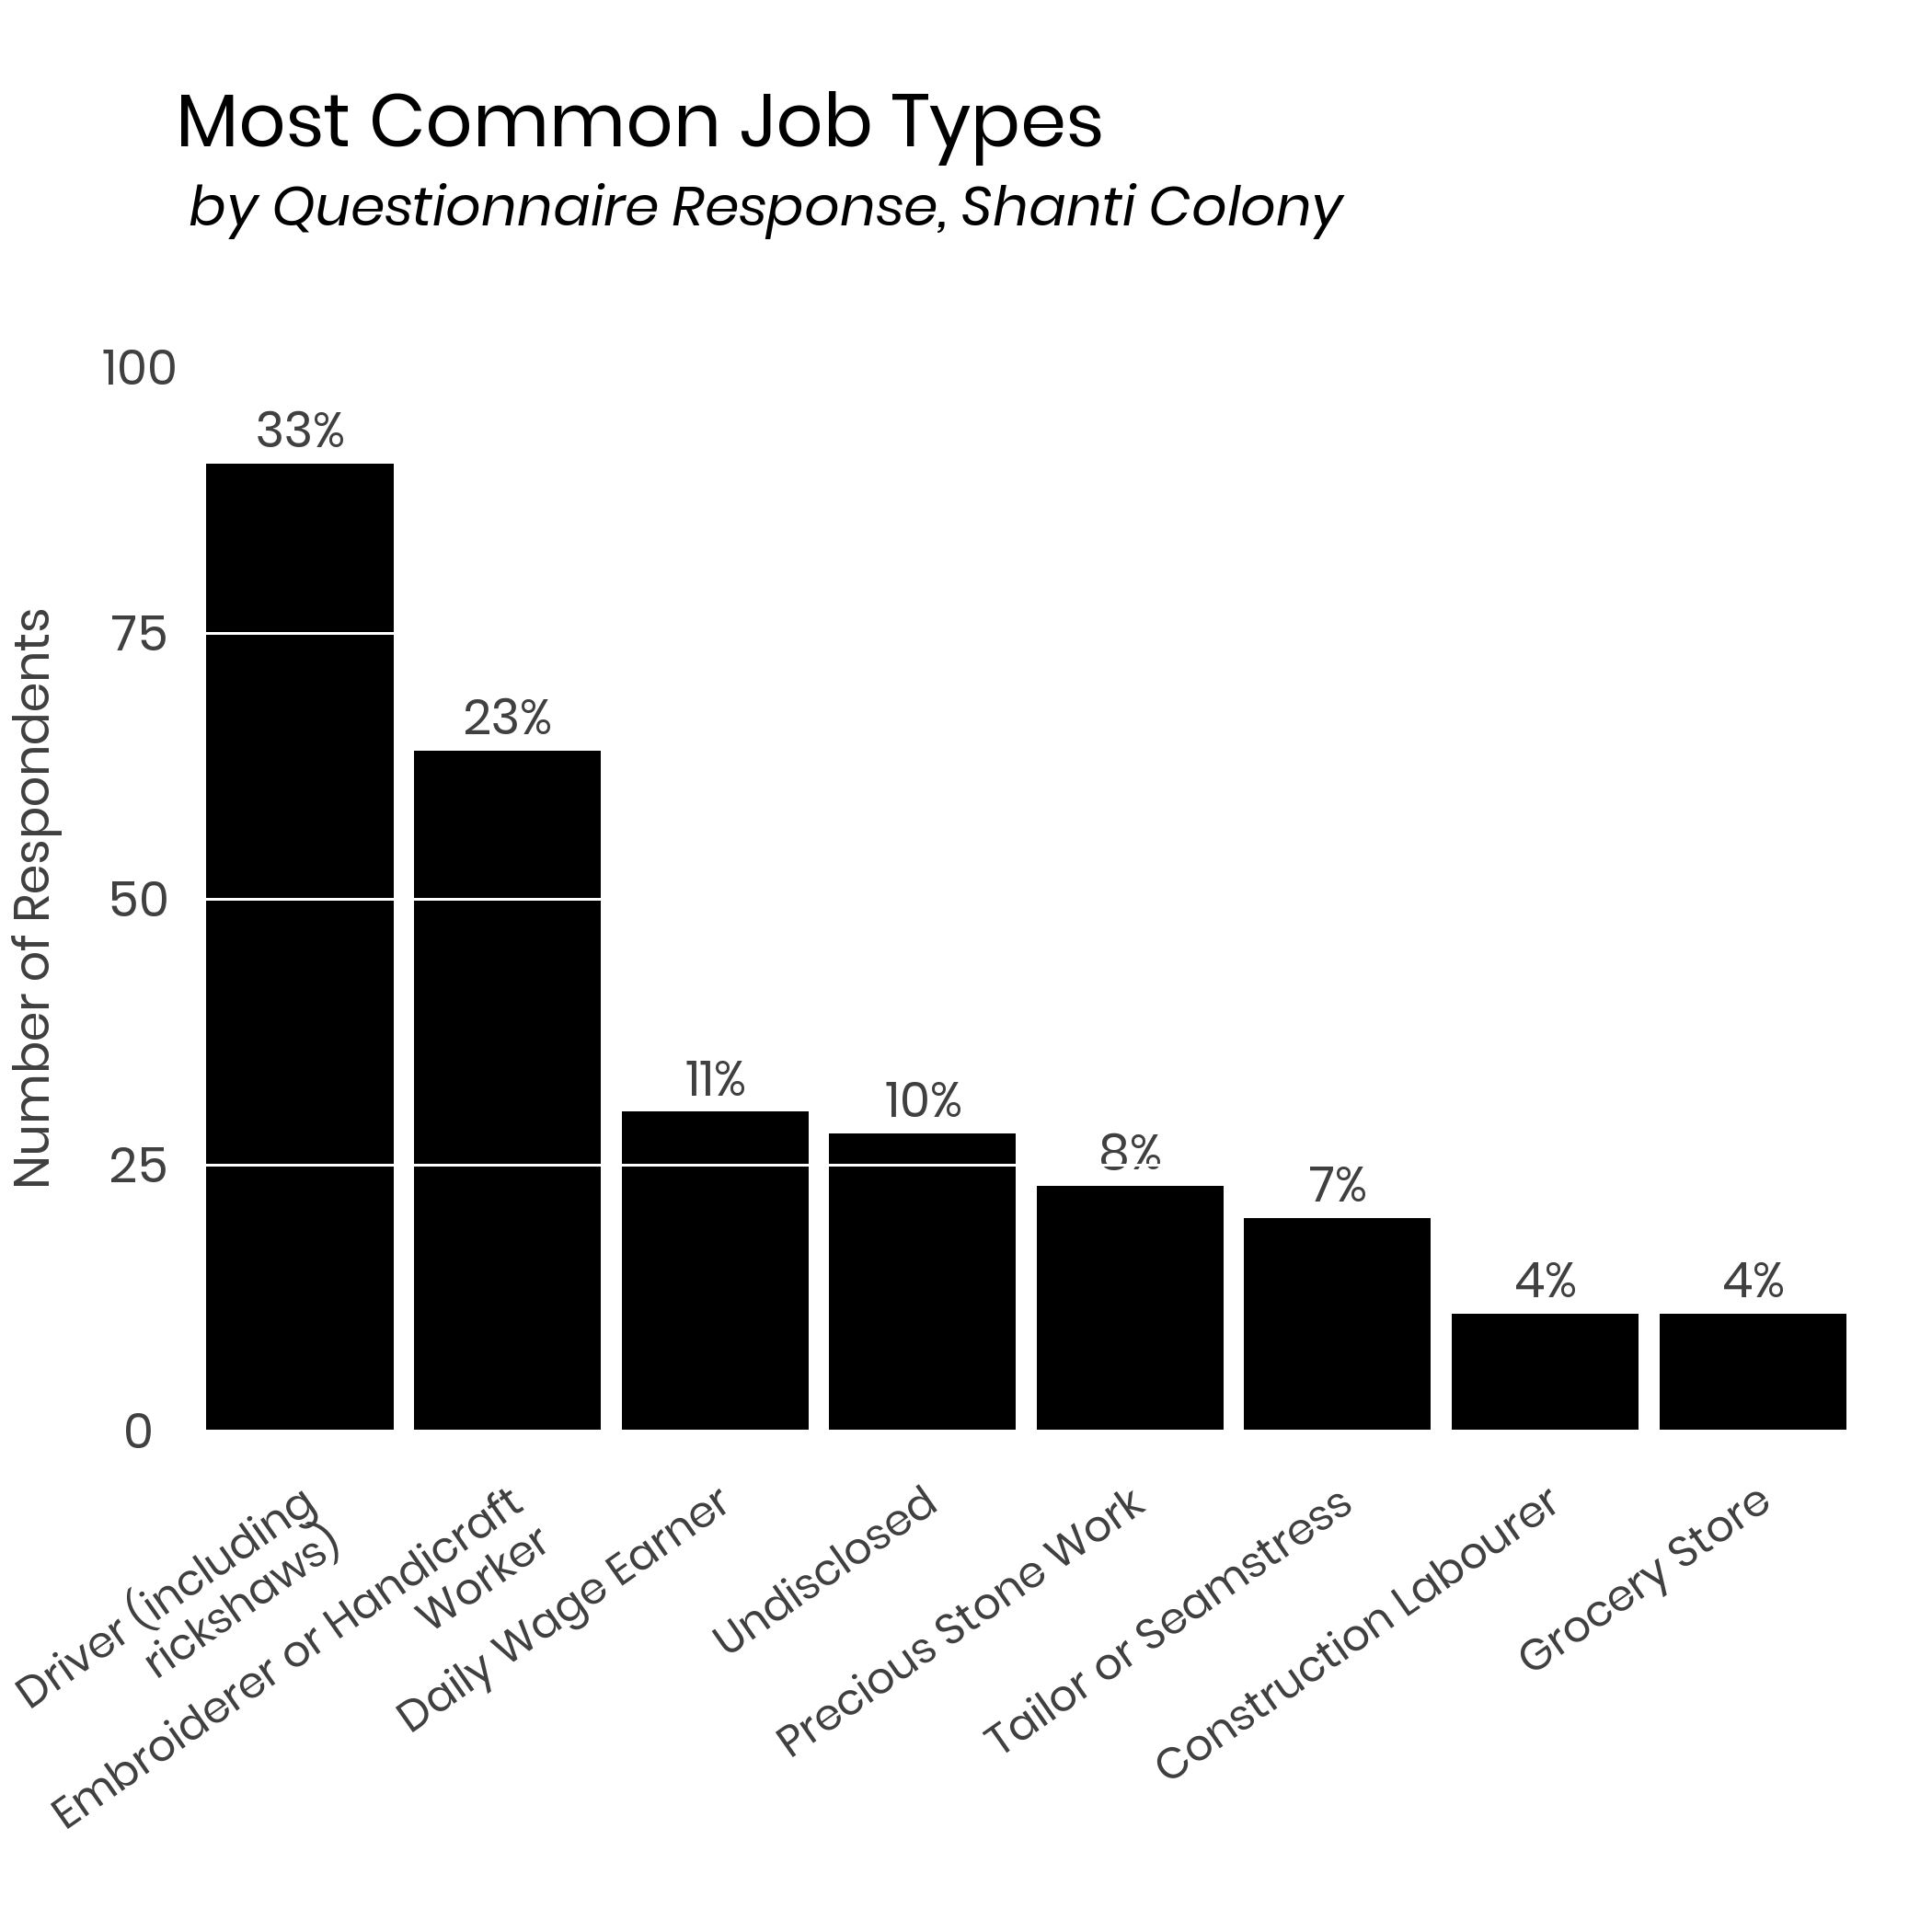 Most Common Job Types
by Questionnaire Response, Shanti Colony
Number of Respondents
100
75
50
25
0
33%
23%
11%
10%
8%
7%
4%
4%
Driver (including
rickshaws)
Embroiderer or Handicraft
Worker
Daily Wage Earner
Undisclosed
Precious Stone Work
Tailor or Seamstress
Construction Labourer
Grocery Store